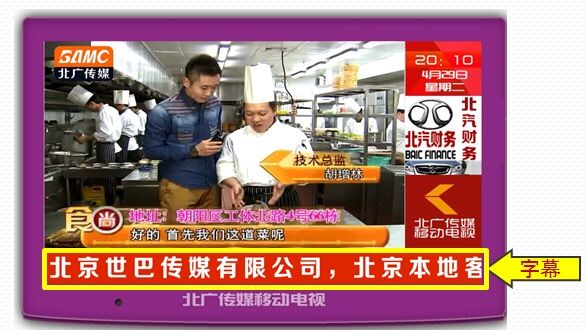 BAMC
北广传媒
20:10
4月29日
星期二
北汽财务
BAIC FINANCE
北汽财务
技术总监
胡增林
食尚
地址：朝阳区工体北路4号66栋
好的 首先我们这道菜呢
北广传媒
移动电视
北京世巴传媒有限公司，北京本地客
字幕
北广传媒移动电视